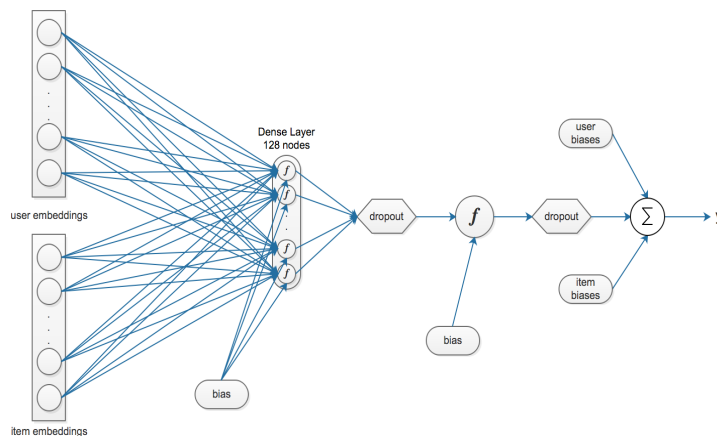 user embeddings
item embeddings
Dense Layer
128 nodes
f
f
f
f
bias
dropout
f
bias
dropout
user
biases
item
biases
Σ
y